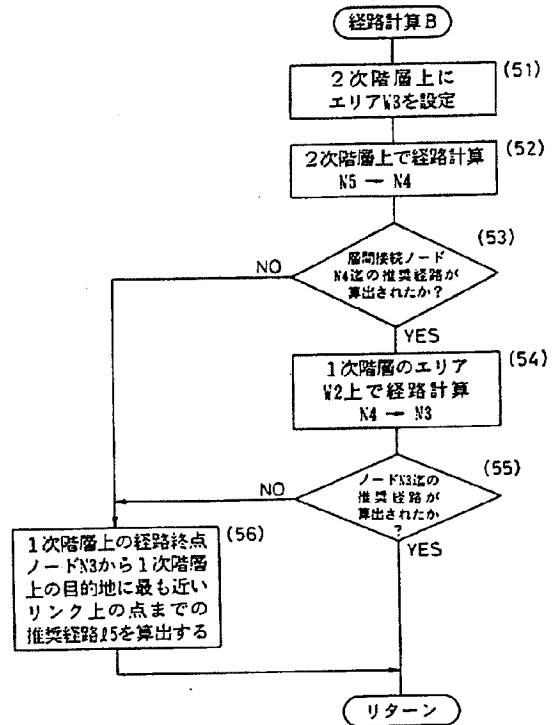 経路計算B
(51)
2次階層上に
エリアW3を設定
(52)
2次階層上で経路計算
N5 → N4
(53)
層間接続ノード
N4迄の推奨経路が
算出されたか?
NO
YES
(54)
1次階層のエリア
W2上で経路計算
N4 → N3
(55)
ノードN3迄の
推奨経路が
算出されたか
?
NO
YES
(56)
1次階層上の経路終点
ノードN3から1次階層
上の目的地に最も近い
リンク上の点までの
推奨経路ℓ5を算出する
リターン